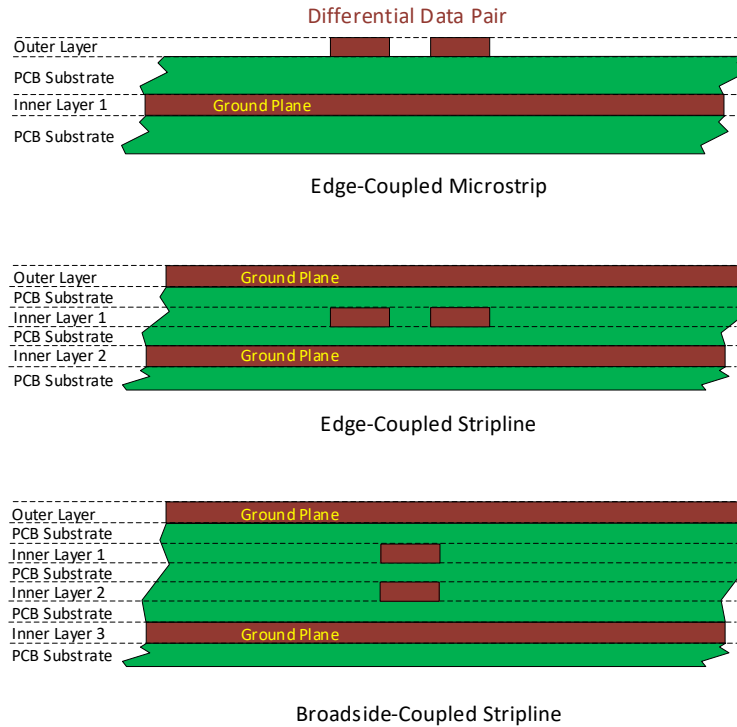 Differential Data Pair
Outer Layer
PCB Substrate
Inner Layer 1
Ground Plane
PCB Substrate
Edge-Coupled Microstrip
Outer Layer
Ground Plane
PCB Substrate
Inner Layer 1
PCB Substrate
Inner Layer 2
Ground Plane
PCB Substrate
Edge-Coupled Stripline
Outer Layer
Ground Plane
PCB Substrate
Inner Layer 1
PCB Substrate
Inner Layer 2
PCB Substrate
Inner Layer 3
Ground Plane
PCB Substrate
Broadside-Coupled Stripline